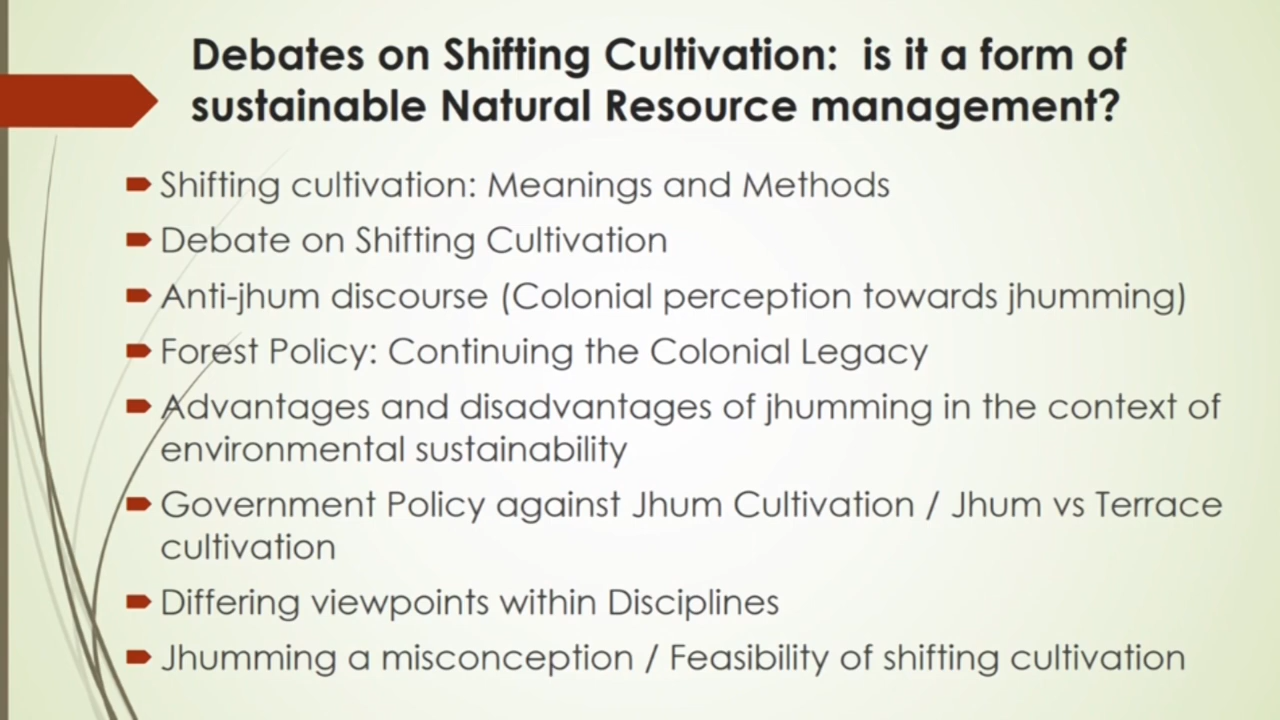 Debates on Shifting Cultivation: is it a form of
sustainable Natural Resource management?
Shifting cultivation: Meanings and Methods
Debate on Shifting Cultivation
Anti-jhum discourse (Colonial perception towards jhumming)
Forest Policy: Continuing the Colonial Legacy
Advantages and disadvantages of jhumming in the context of
environmental sustainability
Government Policy against Jhum Cultivation / Jhum vs Terrace
cultivation
Differing viewpoints within Disciplines
Jhumming a misconception / Feasibility of shifting cultivation